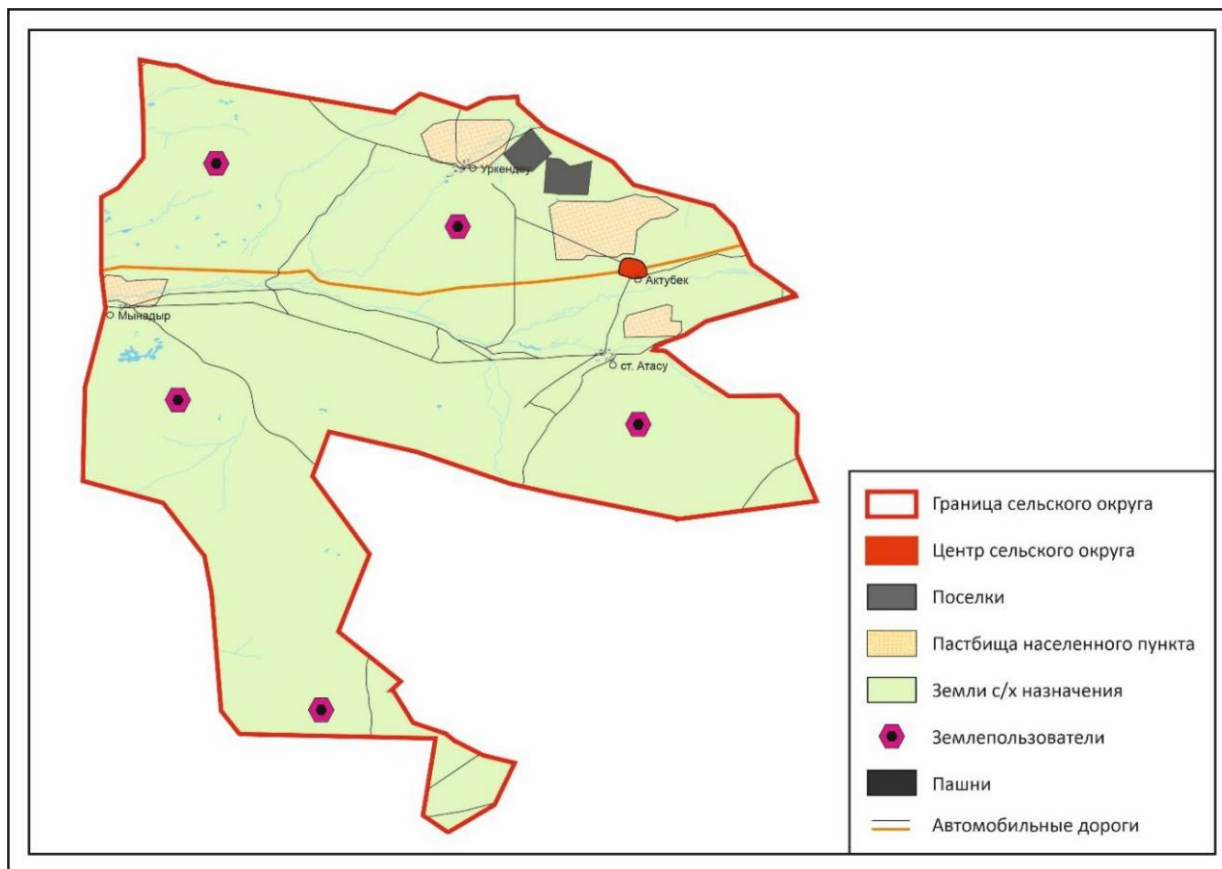 Уркендеу
Актубек
Мынадыр
ст. Атасу
Граница сельского округа
Центр сельского округа
Поселки
Пастбища населенного пункта
Земли с/х назначения
Землепользователи
Пашни
Автомобильные дороги